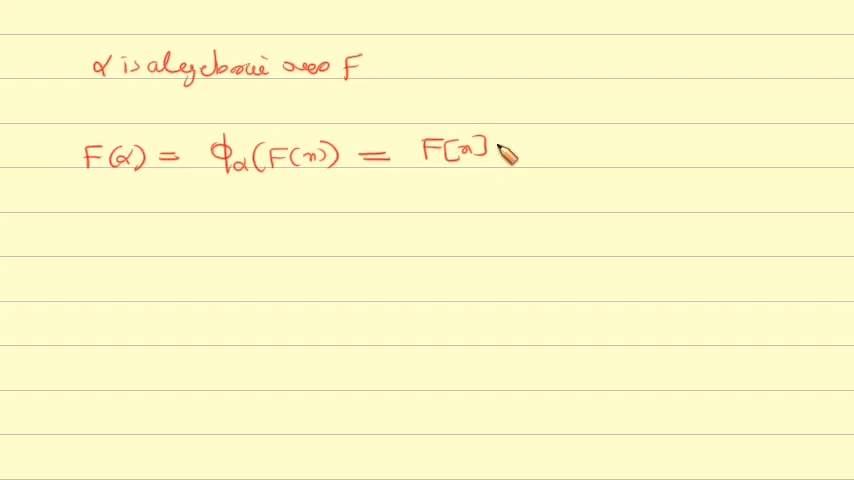 α is algebraic over F
F(α) = ϕα(F(x)) = F[x]